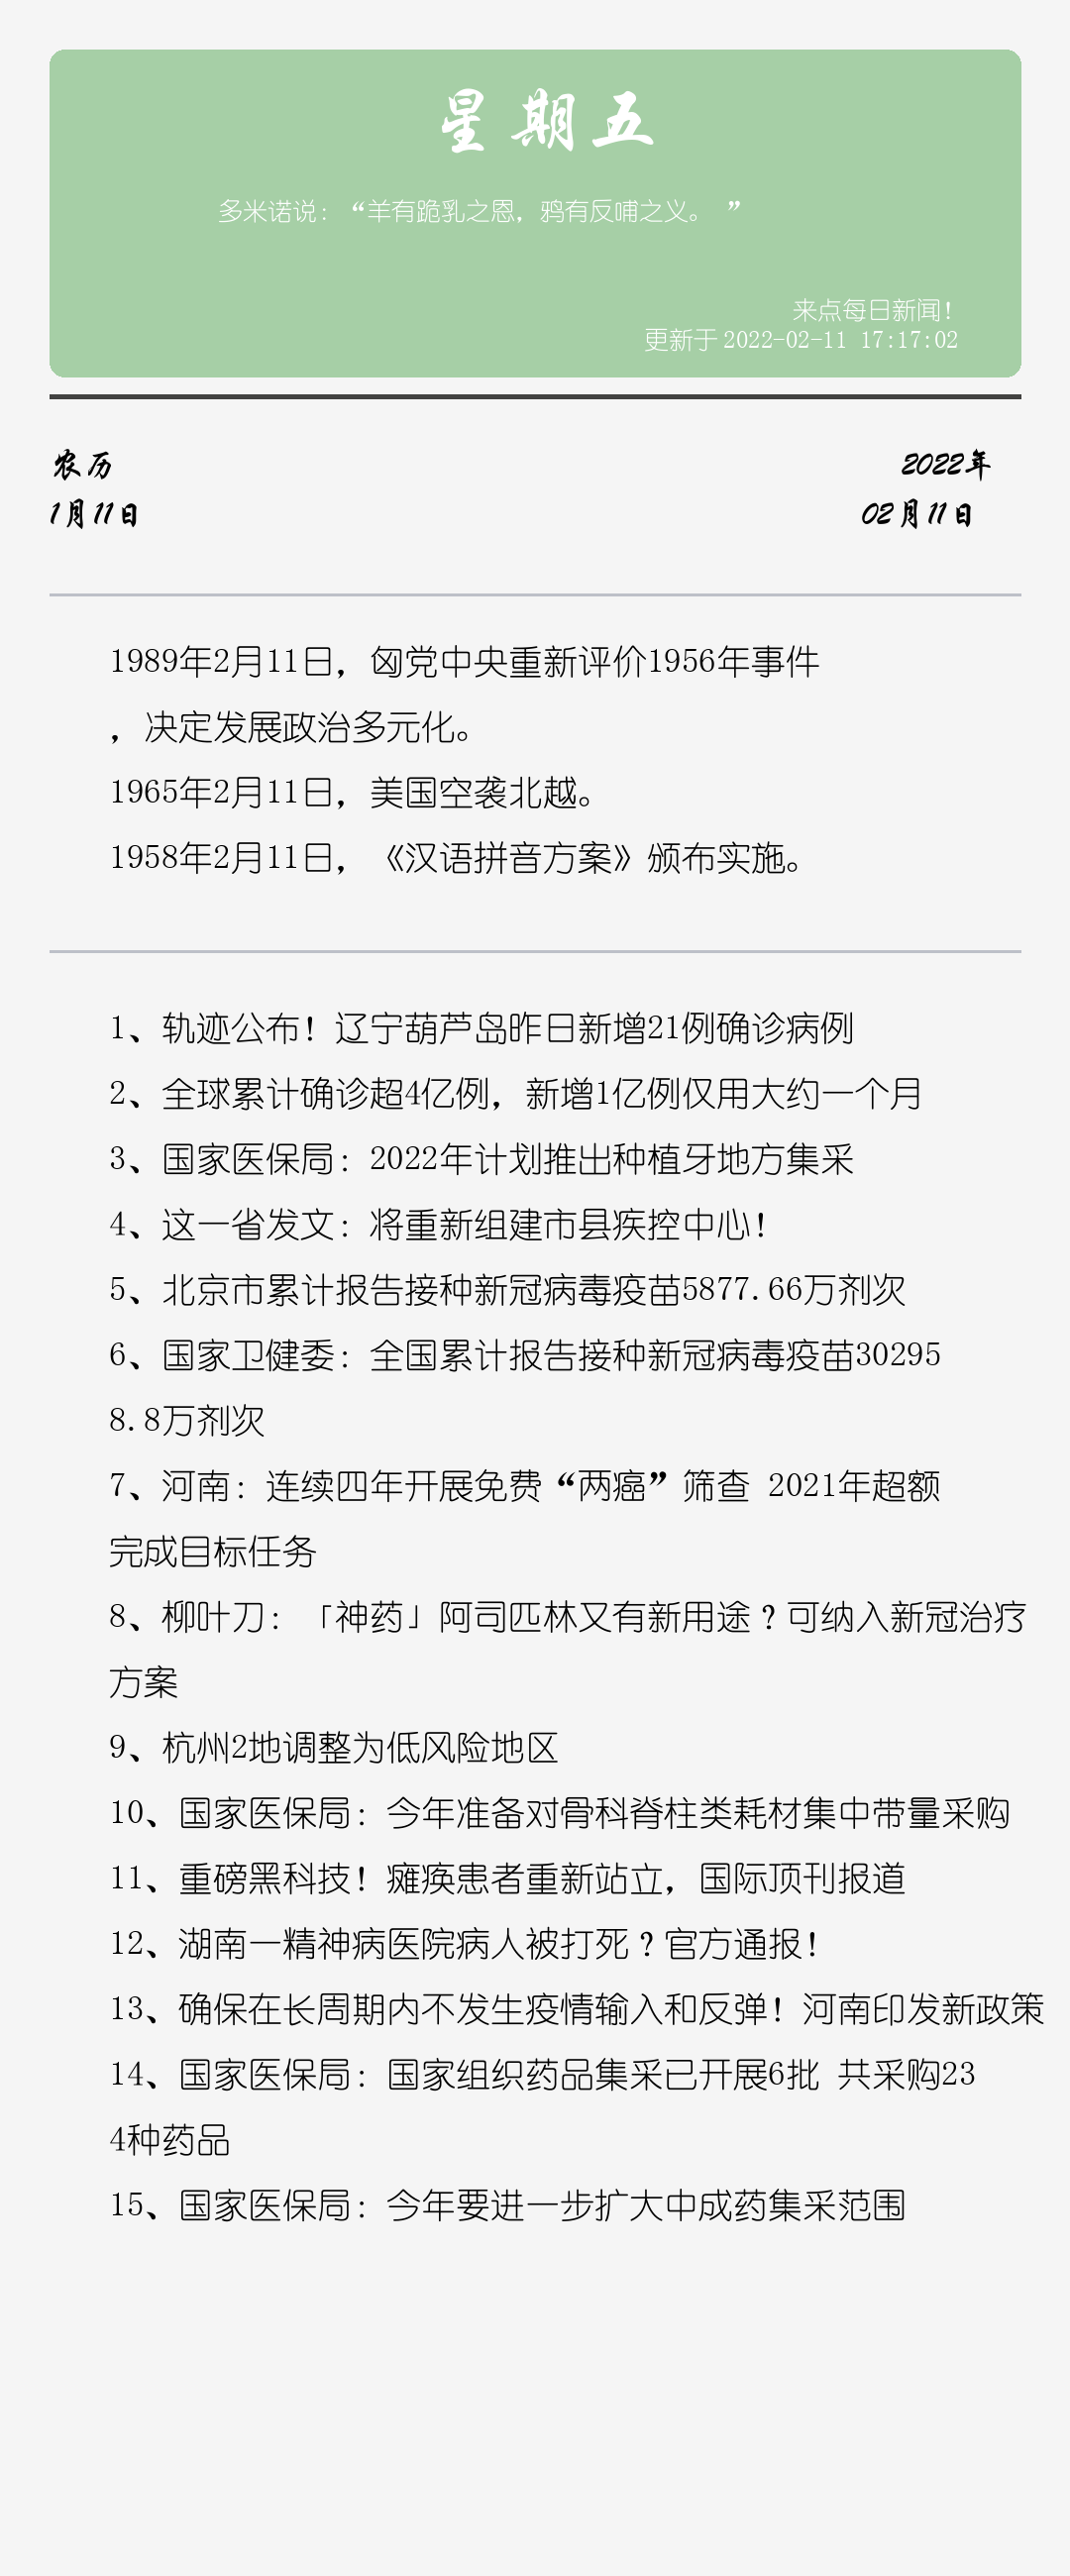 星期五
多米诺说：“羊有跪乳之恩，鸦有反哺之义。 ”
来点每日新闻！
更新于 2022-02-11 17:17:02
农历
2022年
1月11日
02月11日
1989年2月11日，匈党中央重新评价1956年事件
，决定发展政治多元化。
1965年2月11日，美国空袭北越。
1958年2月11日，《汉语拼音方案》颁布实施。
1、轨迹公布！辽宁葫芦岛昨日新增21例确诊病例
2、全球累计确诊超4亿例，新增1亿例仅用大约一个月
3、国家医保局：2022年计划推出种植牙地方集采
4、这一省发文：将重新组建市县疾控中心！
5、北京市累计报告接种新冠病毒疫苗5877.66万剂次
6、国家卫健委：全国累计报告接种新冠病毒疫苗30295
8.8万剂次
7、河南：连续四年开展免费“两癌”筛查 2021年超额
完成目标任务
8、柳叶刀：「神药」阿司匹林又有新用途？可纳入新冠治疗
方案
9、杭州2地调整为低风险地区
10、国家医保局：今年准备对骨科脊柱类耗材集中带量采购
11、重磅黑科技！瘫痪患者重新站立，国际顶刊报道
12、湖南一精神病医院病人被打死？官方通报！
13、确保在长周期内不发生疫情输入和反弹！河南印发新政策
14、国家医保局：国家组织药品集采已开展6批 共采购23
4种药品
15、国家医保局：今年要进一步扩大中成药集采范围